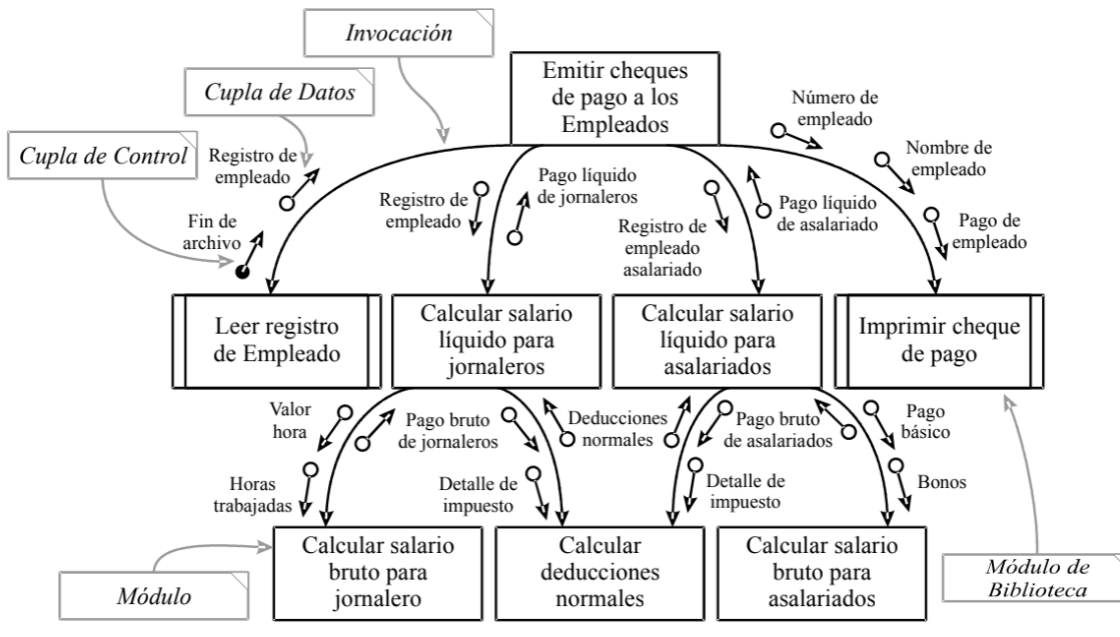 Invocación
Cupla de Datos
Cupla de Control
Emitir cheques
de pago a los
Empleados
Registro de
empleado
Fin de
archivo
Registro de
empleado
Pago líquido
de jornaleros
Registro de
empleado
asalariado
Pago líquido
de asalariado
Número de
empleado
Nombre de
empleado
Pago de
empleado
Leer registro
de Empleado
Calcular salario
líquido para
jornaleros
Calcular salario
líquido para
asalariados
Imprimir cheque
de pago
Valor
hora
Horas
trabajadas
Pago bruto
de jornaleros
Detalle de
impuesto
Deducciones
normales
Pago bruto
de asalariados
Detalle de
impuesto
Pago
básico
Bonos
Calcular salario
bruto para
jornalero
Calcular
deducciones
normales
Calcular salario
bruto para
asalariados
Módulo
Módulo de
Biblioteca